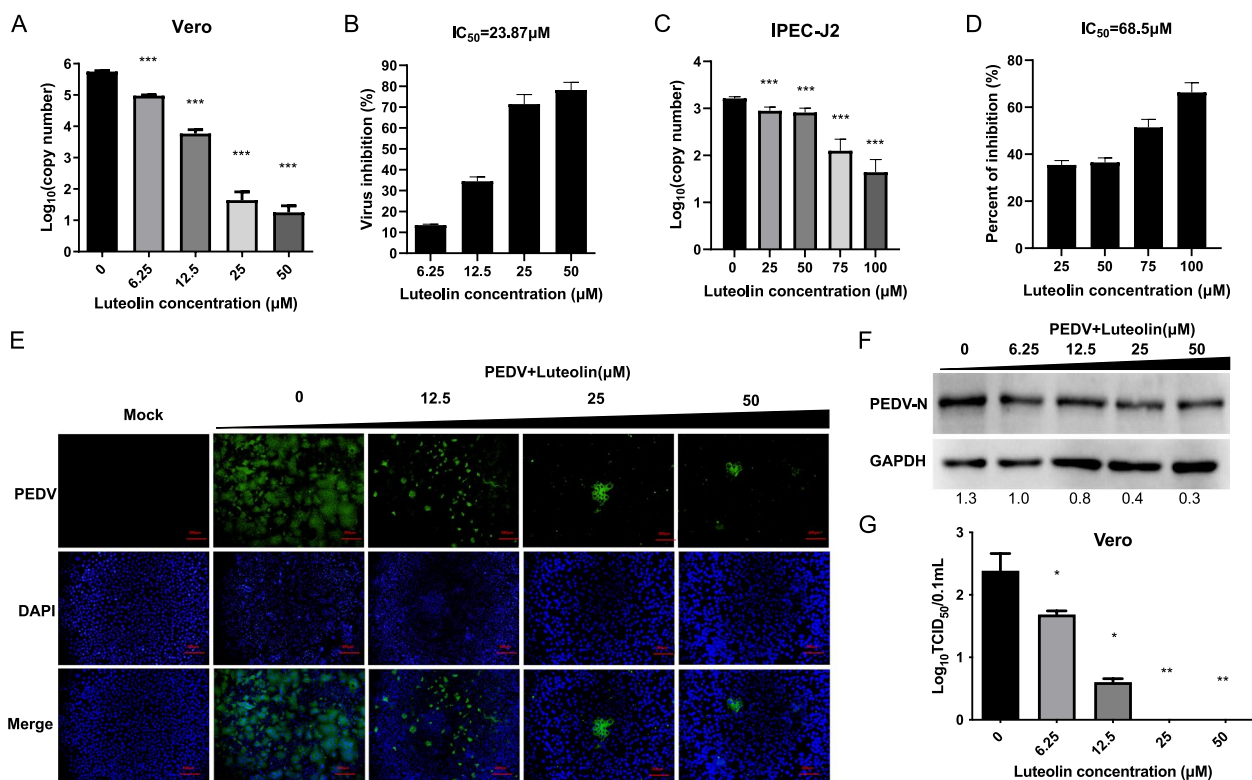 A
Vero
Log10(copy number)
6
5
4
3
2
1
0
***
***
***
***
0
6.25
12.5
25
50
Luteolin concentration (μM)
B
IC50=23.87μM
Virus inhibition (%)
90
80
70
60
50
40
30
20
10
0
6.25
12.5
25
50
Luteolin concentration (μM)
C
IPEC-J2
Log10(copy number)
4
3
2
1
0
***
***
***
***
0
25
50
75
100
Luteolin concentration (μM)
D
IC50=68.5μM
Percent of inhibition (%)
80
60
40
20
0
25
50
75
100
Luteolin concentration (μM)
E
PEDV+Luteolin(μM)
Mock
0
12.5
25
50
PEDV
DAPI
Merge
F
PEDV+Luteolin(μM)
0
6.25
12.5
25
50
PEDV-N
GAPDH
1.3
1.0
0.8
0.4
0.3
G
Vero
Log10TCID50/0.1mL
3
2
1
0
*
*
**
**
0
6.25
12.5
25
50
Luteolin concentration (μM)